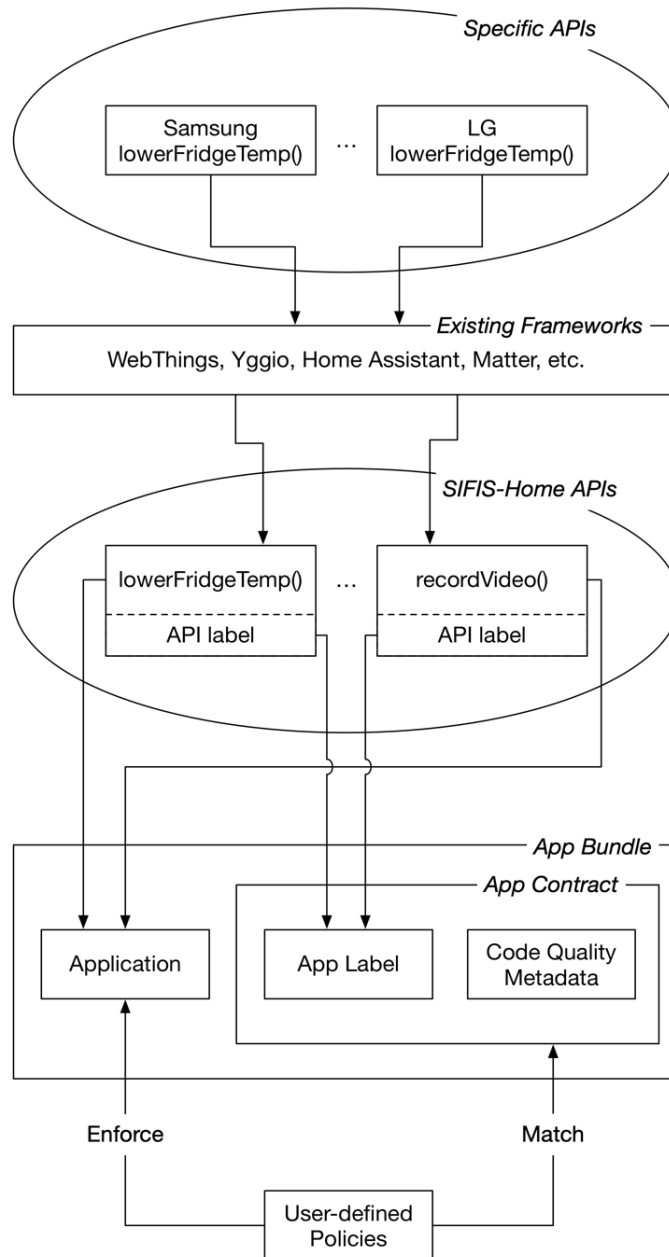 Specific APIs
Samsung
lowerFridgeTemp()
...
LG
lowerFridgeTemp()
Existing Frameworks
WebThings, Yggio, Home Assistant, Matter, etc.
SIFIS-Home APIs
lowerFridgeTemp()
API label
...
recordVideo()
API label
App Bundle
App Contract
Application
App Label
Code Quality
Metadata
Enforce
Match
User-defined
Policies